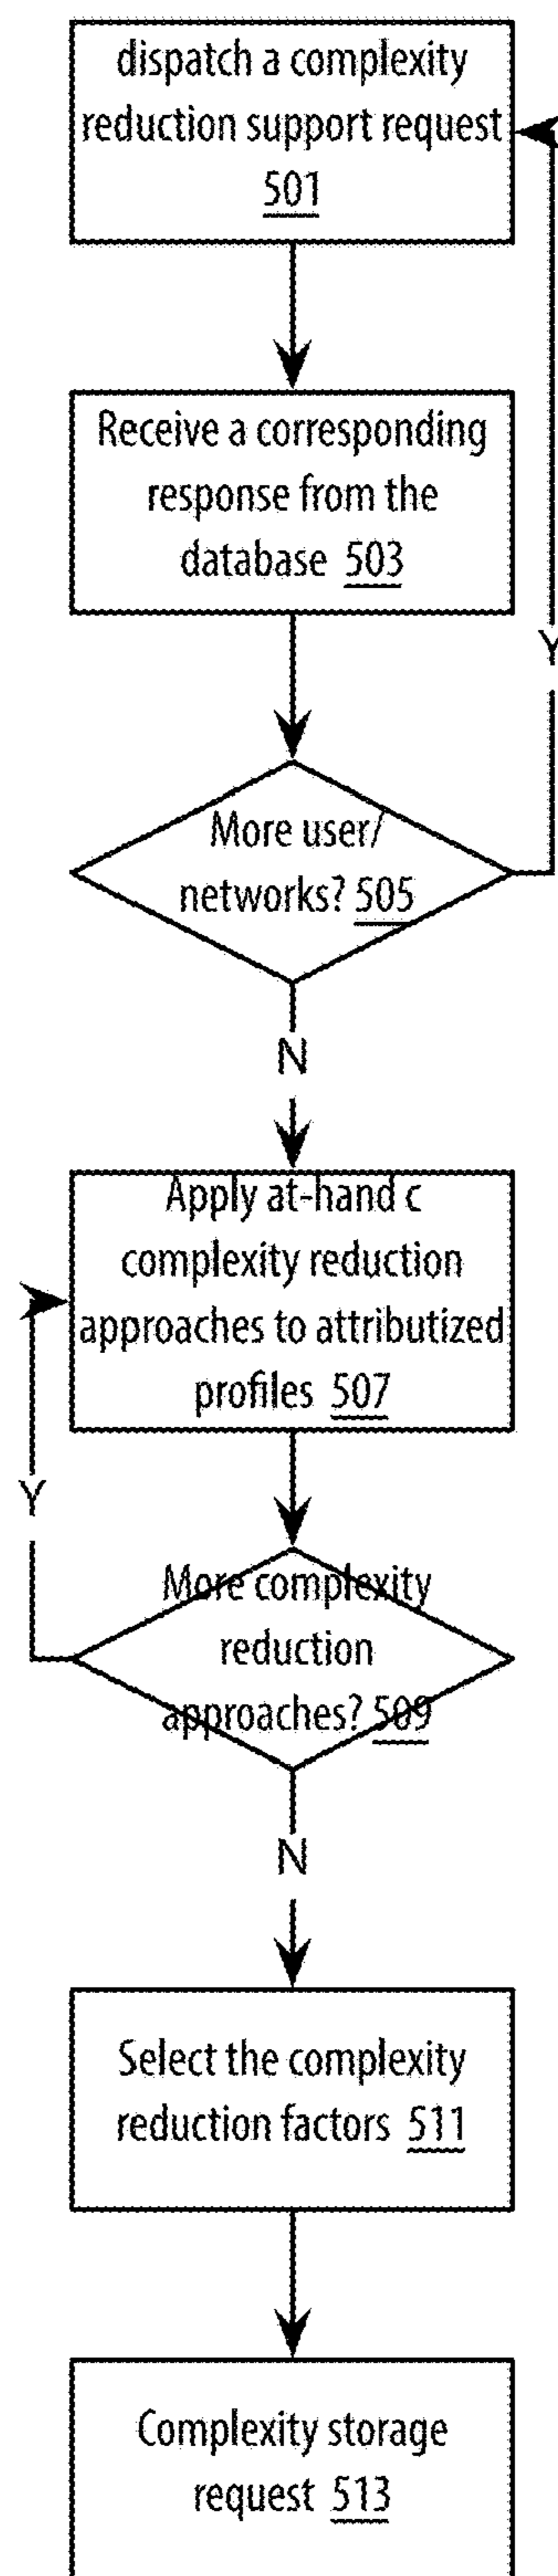 dispatch a complexity
reduction support request
501
Receive a corresponding
response from the
database 503
Y
More user/
networks? 505
N
Apply at-hand c
complexity reduction
approaches to attributized
profiles 507
Y
More complexity
reduction
approaches? 509
N
Select the complexity
reduction factors 511
Complexity storage
request 513